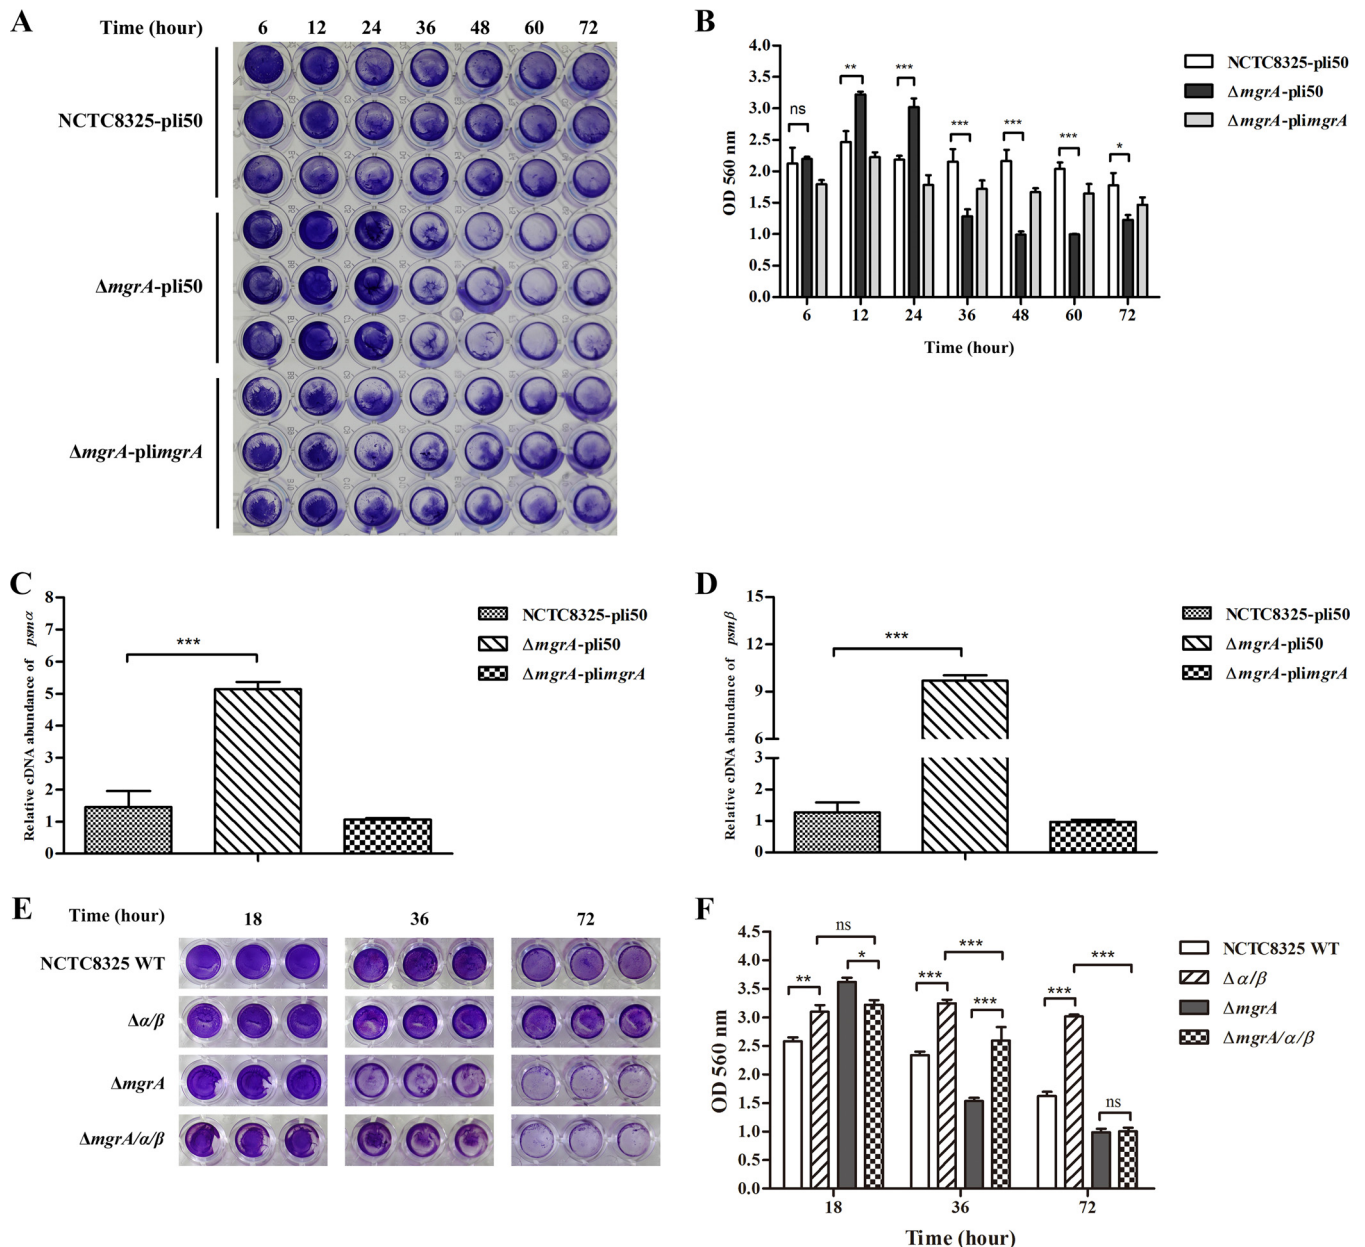 A
Time (hour)
6 12 24 36 48 60 72
NCTC8325-pli50
ΔmgrA-pli50
ΔmgrA-plimgrA
B
4.0
3.5
3.0
2.5
2.0
1.5
1.0
0.5
0.0
OD 560 nm
ns ** *** *** *** *** *
6 12 24 36 48 60 72
Time (hour)
NCTC8325-pli50
ΔmgrA-pli50
ΔmgrA-plimgrA
C
Relative cDNA abundance of psmα
8
7
6
5
4
3
2
1
0
***
NCTC8325-pli50
ΔmgrA-pli50
ΔmgrA-plimgrA
D
Relative cDNA abundance of psmβ
15
12
9
6
3
2
1
0
***
NCTC8325-pli50
ΔmgrA-pli50
ΔmgrA-plimgrA
E
Time (hour) 18 36 72
NCTC8325 WT
Δα/β
ΔmgrA
ΔmgrA/α/β
F
4.5
4.0
3.5
3.0
2.5
2.0
1.5
1.0
0.5
0.0
OD 560 nm
ns
** *
***
*** ***
***
***
ns
18 36 72
Time (hour)
NCTC8325 WT
Δα/β
ΔmgrA
ΔmgrA/α/β